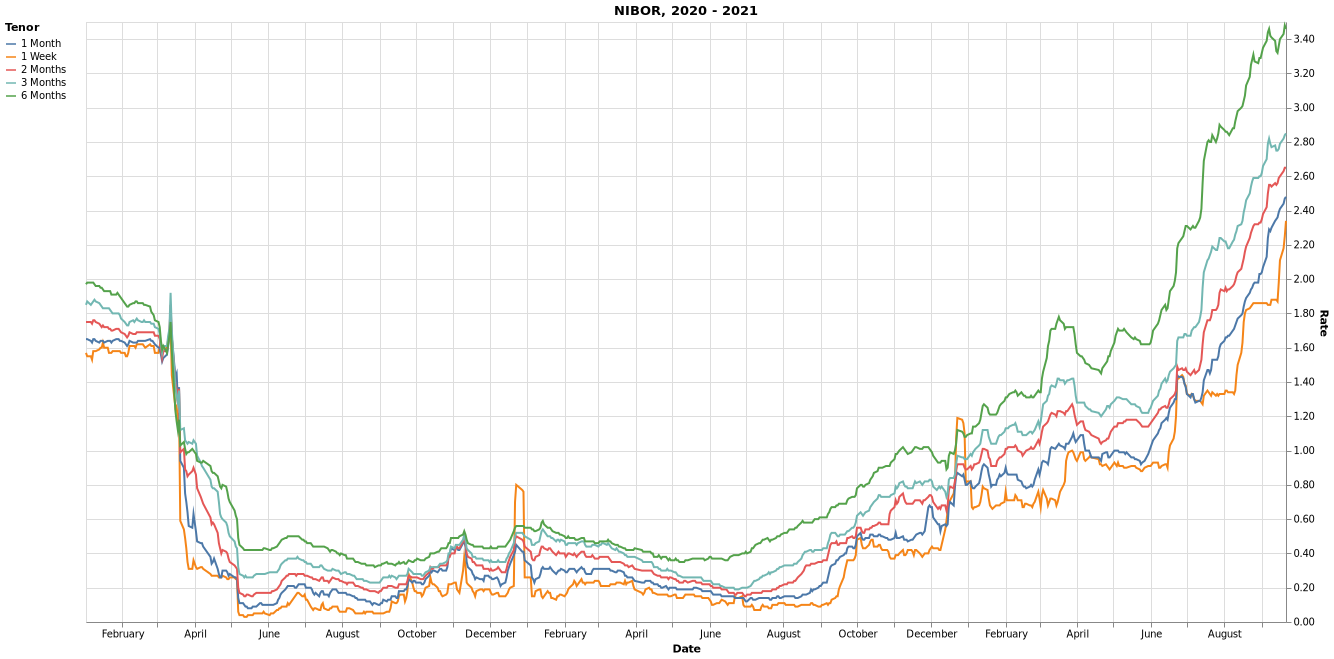 NIBOR, 2020 - 2021
Tenor
1 Month
1 Week
2 Months
3 Months
6 Months
3.40
3.20
3.00
2.80
2.60
2.40
2.20
2.00
1.80
1.60
1.40
1.20
1.00
0.80
0.60
0.40
0.20
0.00
Rate
February April June August October December February April June August October December February April June August
Date